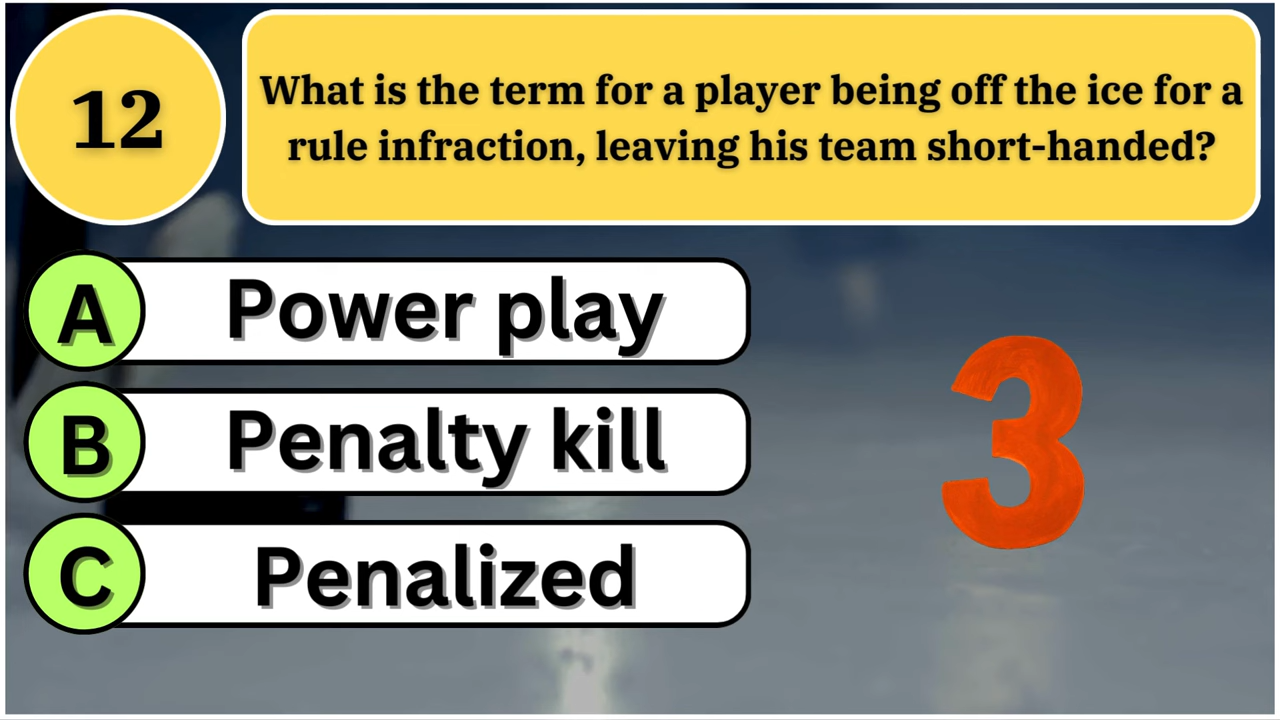 12
What is the term for a player being off the ice for a
rule infraction, leaving his team short-handed?
A
Power play
B
Penalty kill
C
Penalized
3